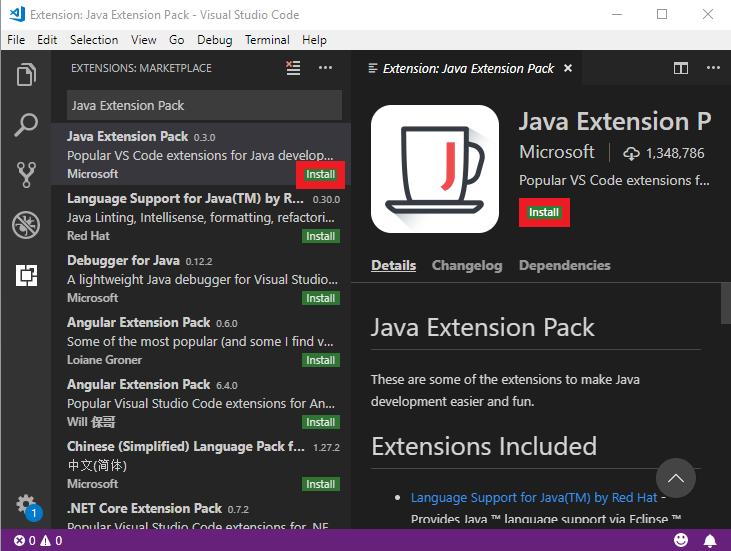 Extension: Java Extension Pack - Visual Studio Code
File Edit Selection View Go Debug Terminal Help
EXTENSIONS: MARKETPLACE
Java Extension Pack
Java Extension Pack 0.3.0
Popular VS Code extensions for Java develop...
Microsoft Install
Language Support for Java(TM) by R... 0.30.0
Java Linting, Intellisense, formatting, refactori...
Red Hat Install
Debugger for Java 0.12.2
A lightweight Java debugger for Visual Studio...
Microsoft Install
Angular Extension Pack 0.6.0
Some of the most popular (and some I find v...
Loiane Groner Install
Angular Extension Pack 6.4.0
Popular Visual Studio Code extensions for An...
Will 保哥 Install
Chinese (Simplified) Language Pack f... 1.27.2
中文(简体)
Microsoft Install
.NET Core Extension Pack 0.7.2
Popular Visual Studio Code extensions for .NE
1
Extension: Java Extension Pack
Java Extension P
Microsoft 1,348,786
Popular VS Code extensions f...
Install
Details Changelog Dependencies
Java Extension Pack
These are some of the extensions to make Java
development easier and fun.
Extensions Included
• Language Support for Java(TM) by Red Hat -
Provides Java ™ language support via Eclipse ™
0 0